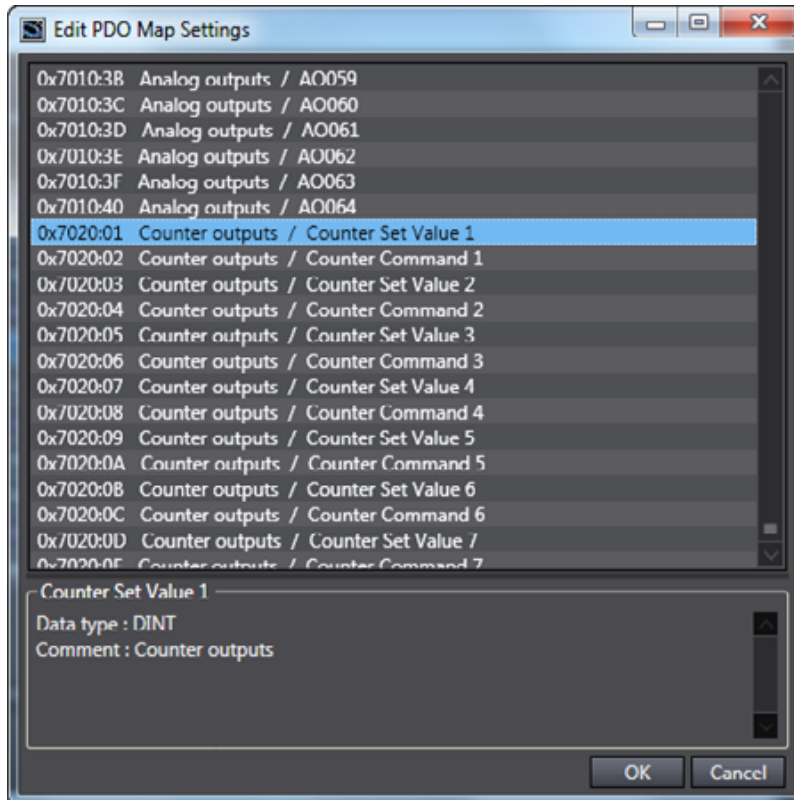 Edit PDO Map Settings
0x7010:3B Analog outputs / AO059
0x7010:3C Analog outputs / AO060
0x7010:3D Analog outputs / AO061
0x7010:3E Analog outputs / AO062
0x7010:3F Analog outputs / AO063
0x7010:40 Analog outputs / AO064
0x7020:01 Counter outputs / Counter Set Value 1
0x7020:02 Counter outputs / Counter Command 1
0x7020:03 Counter outputs / Counter Set Value 2
0x7020:04 Counter outputs / Counter Command 2
0x7020:05 Counter outputs / Counter Set Value 3
0x7020:06 Counter outputs / Counter Command 3
0x7020:07 Counter outputs / Counter Set Value 4
0x7020:08 Counter outputs / Counter Command 4
0x7020:09 Counter outputs / Counter Set Value 5
0x7020:0A Counter outputs / Counter Command 5
0x7020:0B Counter outputs / Counter Set Value 6
0x7020:0C Counter outputs / Counter Command 6
0x7020:0D Counter outputs / Counter Set Value 7
0x7020:0E Counter outputs / Counter Command 7
Counter Set Value 1
Data type : DINT
Comment : Counter outputs
OK Cancel